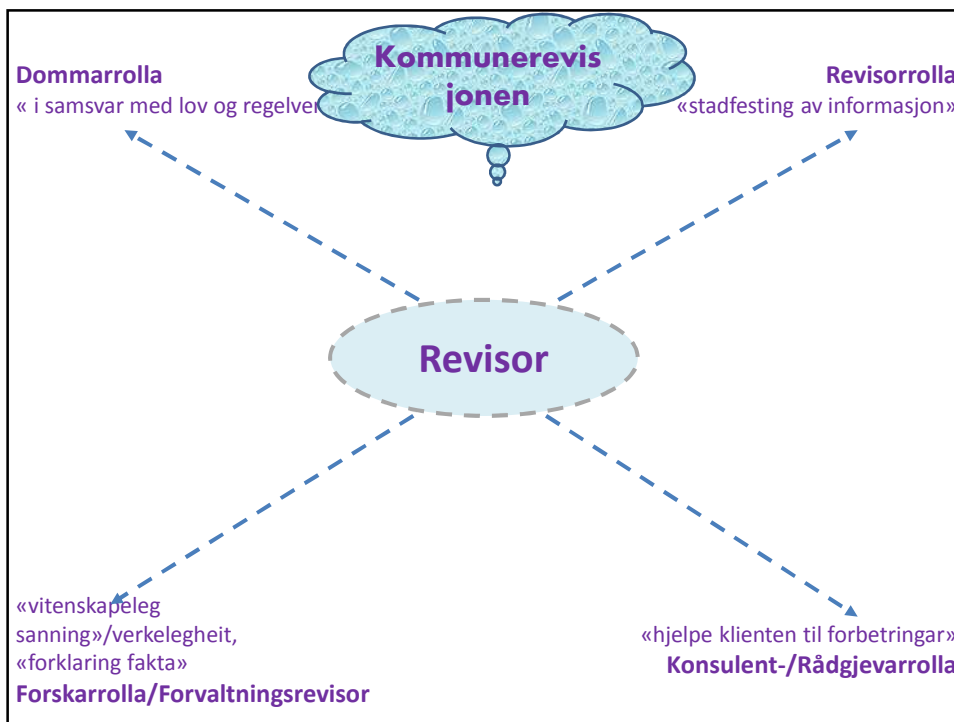 Kommunerevis
jonen
Dommarrolla
« i samsvar med lov og regelver
Revisorrolla
«stadfesting av informasjon»
Revisor
«vitenskapeleg
sanning»/verkelegheit,
«forklaring fakta»
Forskarrolla/Forvaltningsrevisor
«hjelpe klienten til forbetringar»
Konsulent-/Rådgjevarrolla